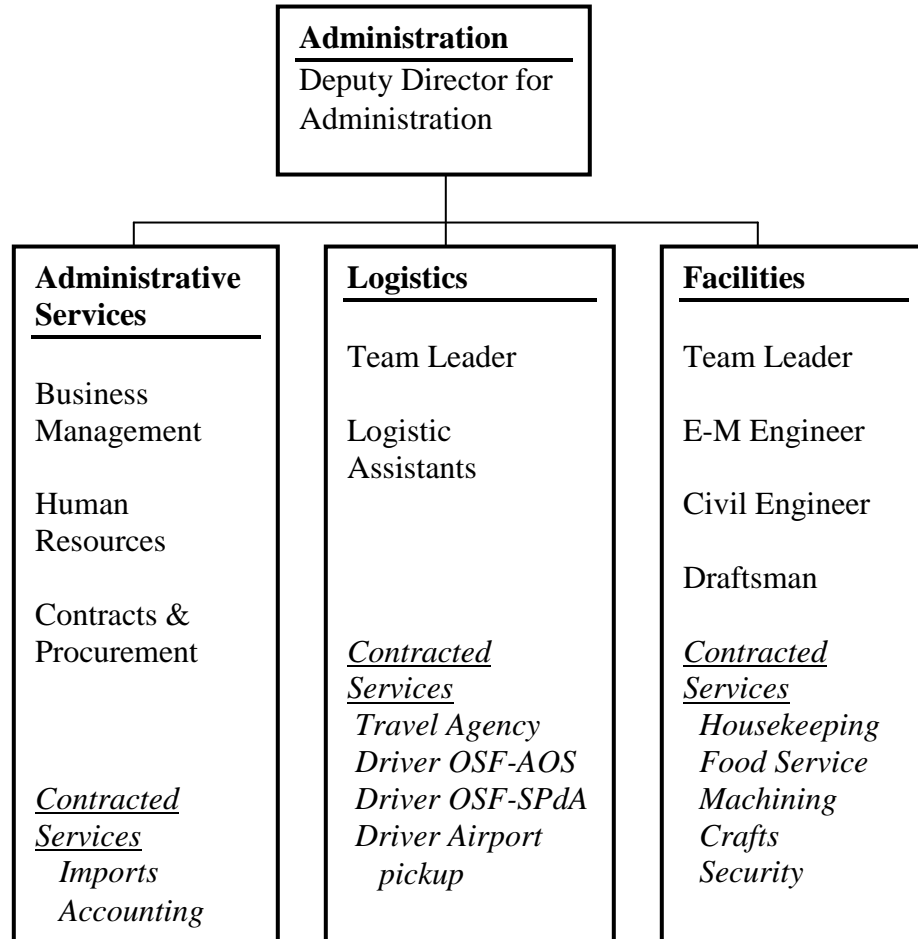 Administration
Deputy Director for
Administration
Administrative
Services
Business
Management
Human
Resources
Contracts &
Procurement
Contracted
Services
Imports
Accounting
Logistics
Team Leader
Logistic
Assistants
Contracted
Services
Travel Agency
Driver OSF-AOS
Driver OSF-SPdA
Driver Airport
pickup
Facilities
Team Leader
E-M Engineer
Civil Engineer
Draftsman
Contracted
Services
Housekeeping
Food Service
Machining
Crafts
Security